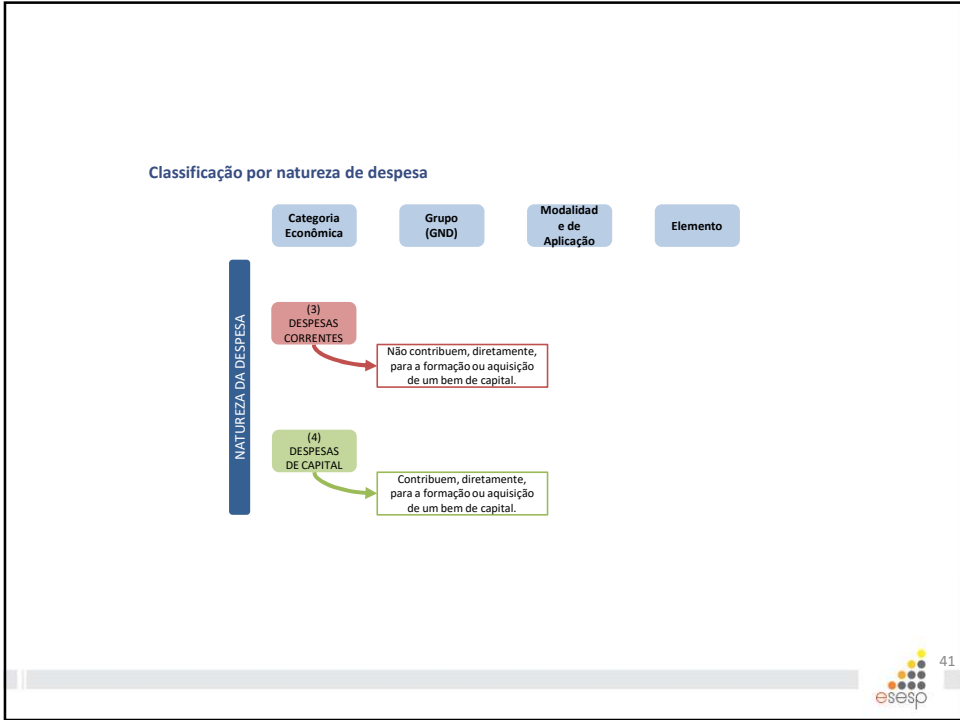 Classificação por natureza de despesa
Categoria
Econômica
Grupo
(GND)
Modalidad
e de
Aplicação
Elemento
NATUREZA DA DESPESA
(3)
DESPESAS
CORRENTES
Não contribuem, diretamente,
para a formação ou aquisição
de um bem de capital.
(4)
DESPESAS
DE CAPITAL
Contribuem, diretamente,
para a formação ou aquisição
de um bem de capital.
41
esesp